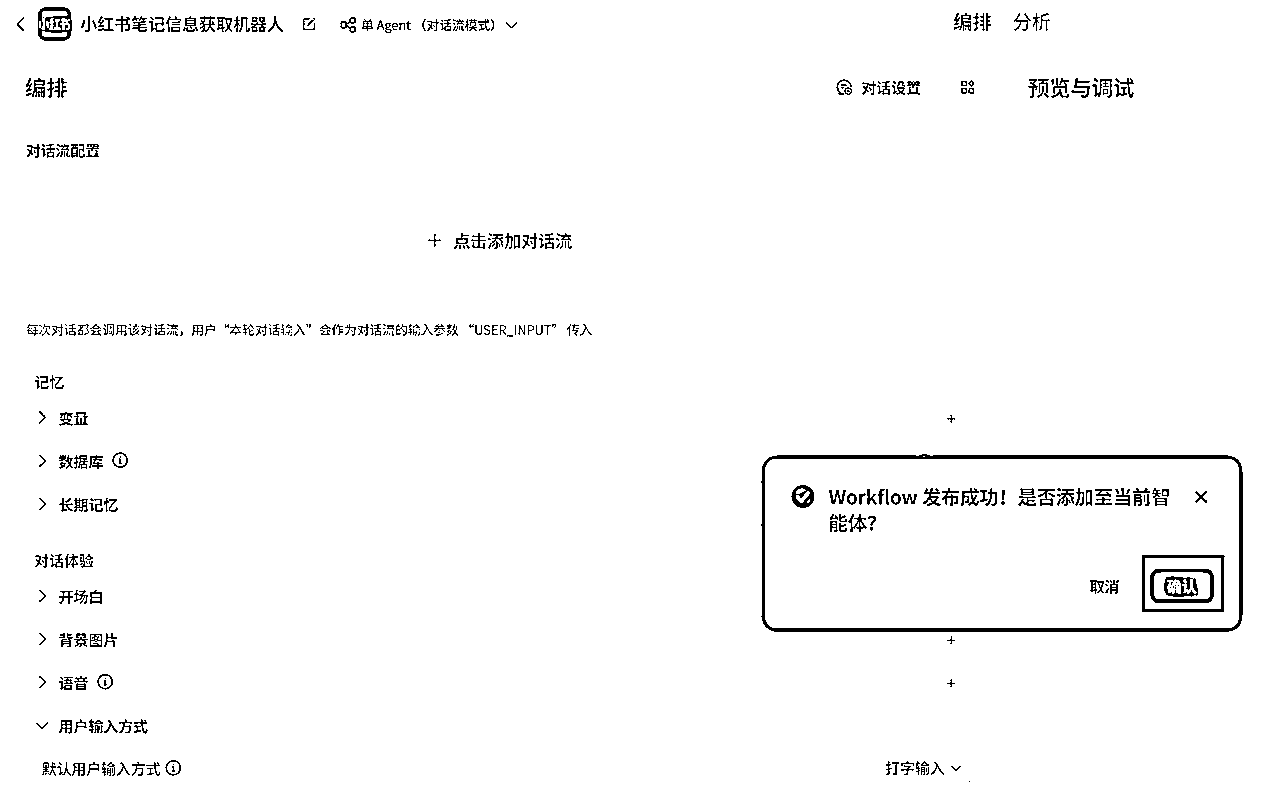 小红书 小红书笔记信息获取机器人 单 Agent （对话流模式） 编排 分析
编排 对话设置 预览与调试
对话流配置
+ 点击添加对话流
每次对话都会调用该对话流，用户“本轮对话输入”会作为对话流的输入参数“USER_INPUT”传入
记忆
变量 +
数据库
长期记忆
Workflow 发布成功！是否添加至当前智
能体？
取消 确认
对话体验
开场白
背景图片 +
语音 +
用户输入方式
默认用户输入方式 打字输入